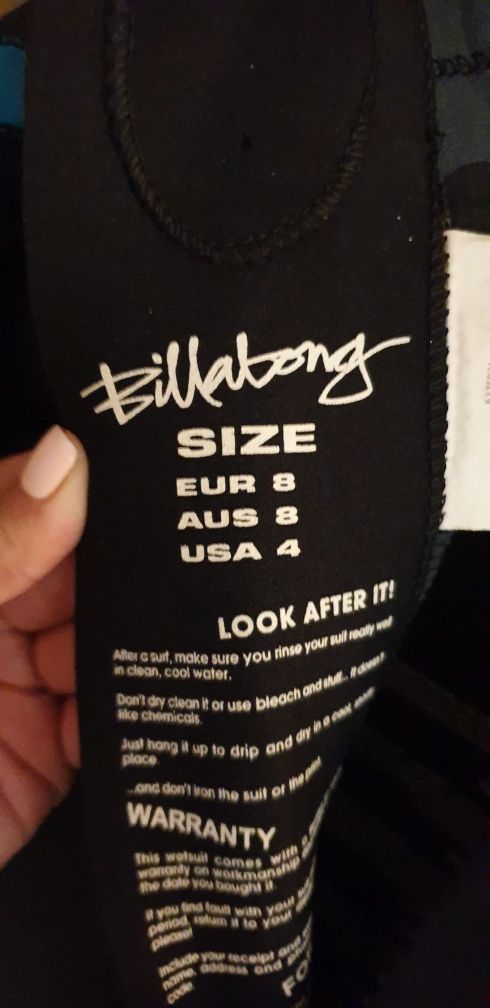 Billabong
SIZE
EUR 8
AUS 8
USA 4
LOOK AFTER IT!
After a surf, make sure you rinse your suit really well
in clean, cool water.
Don't dry clean it or use bleach and stuff... it doesn't
like chemicals.
Just hang it up to drip and dry in a cool,
place.
...and don't iron the suit or the print
WARRANTY
This wetsuit comes with a
warranty on workmanship
the date you bought it.
If you find fault with your
period, return it to your
please!
Include your receipt and
name, address and
code.